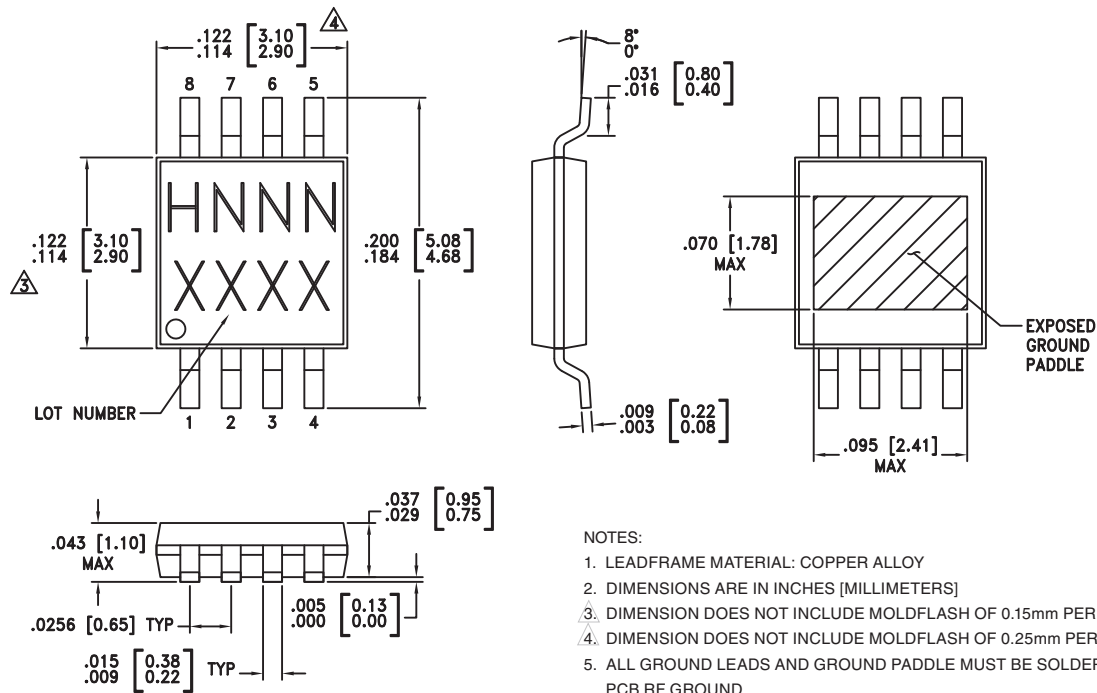 .122 [3.10]
.114 [2.90]
4
8 7 6 5
HNNN
XXXX
.122 [3.10]
.114 [2.90]
3
.200 [5.08]
.184 [4.68]
LOT NUMBER
1 2 3 4
8°
0°
.031 [0.80]
.016 [0.40]
.009 [0.22]
.003 [0.08]
.070 [1.78]
MAX
EXPOSED
GROUND
PADDLE
.095 [2.41]
MAX
.037 [0.95]
.029 [0.75]
.043 [1.10]
MAX
.0256 [0.65] TYP
.005 [0.13]
.000 [0.00]
.015 [0.38]
.009 [0.22]
TYP
NOTES:
1. LEADFRAME MATERIAL: COPPER ALLOY
2. DIMENSIONS ARE IN INCHES [MILLIMETERS]
3. DIMENSION DOES NOT INCLUDE MOLDFLASH OF 0.15mm PER
4. DIMENSION DOES NOT INCLUDE MOLDFLASH OF 0.25mm PER
5. ALL GROUND LEADS AND GROUND PADDLE MUST BE SOLDER
PCB RF GROUND